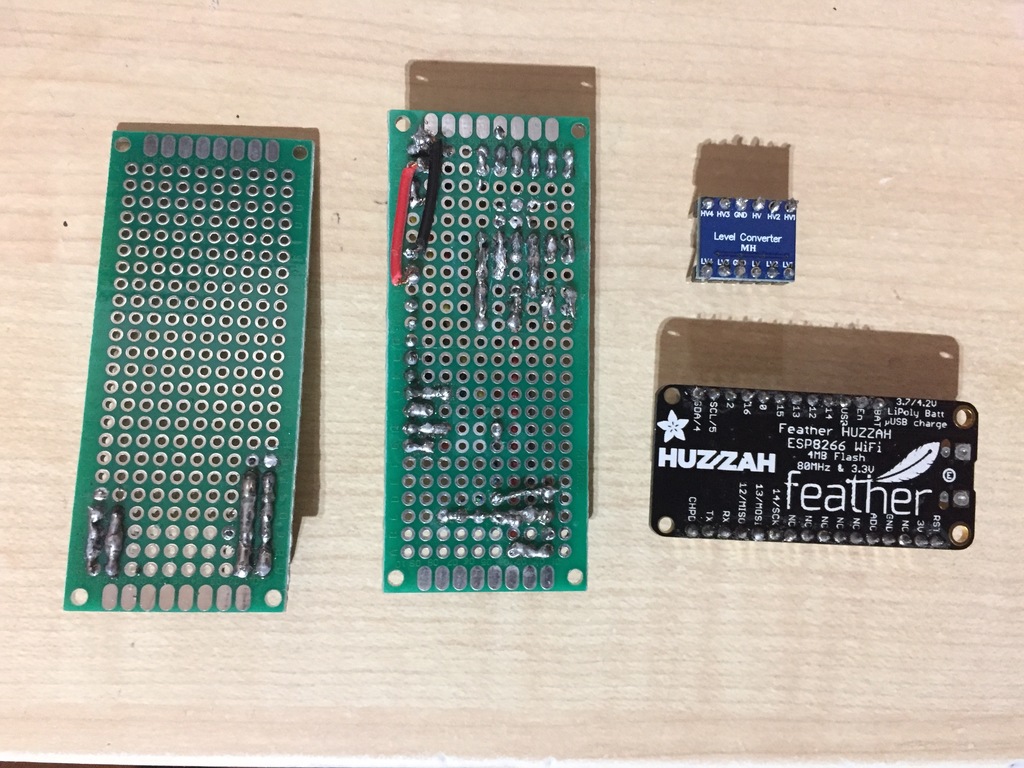 HV4 HV3 GND HV HV2 HV1
Level Converter
MH
LV4 LV3 GND LV LV2 LV1
SDA/4
SCL/5
2
16
0
15
13
12
14
USB
En
BAT
3.7/4.2V
LiPoly Batt
µUSB charge
Feather HUZZAH
ESP8266 WiFi
4MB Flash
80MHz & 3.3V
HUZZAH
feather
CHPD
TX
RX
12/MISO
13/MOSI
14/SCK
NC
NC
NC
NC
NC
ADC
GND
NC
3V
RST